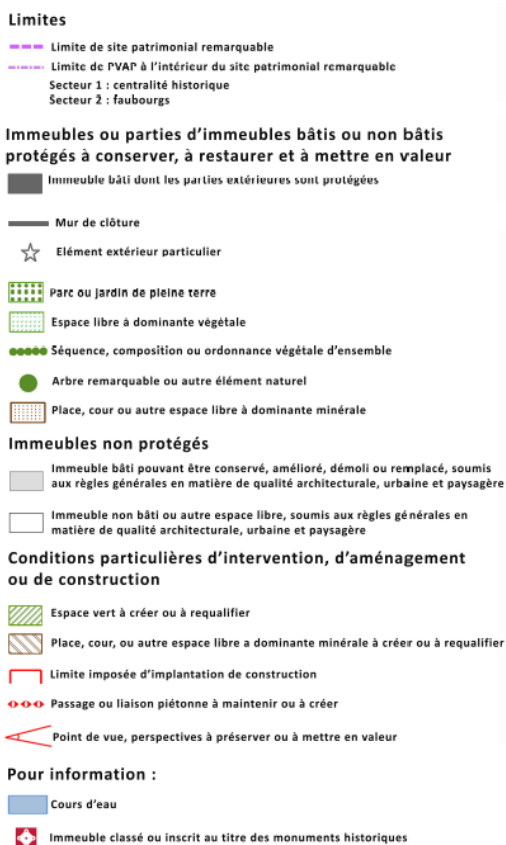 Limites
Limite de site patrimonial remarquable
Limite de PVAP à l'intérieur du site patrimonial remarquable
Secteur 1 : centralité historique
Secteur 2 : faubourgs
Immeubles ou parties d'immeubles bâtis ou non bâtis
protégés à conserver, à restaurer et à mettre en valeur
Immeuble bâti dont les parties extérieures sont protégées
Mur de clôture
Elément extérieur particulier
Parc ou jardin de pleine terre
Espace libre à dominante végétale
Séquence, composition ou ordonnance végétale d'ensemble
Arbre remarquable ou autre élément naturel
Place, cour ou autre espace libre à dominante minérale
Immeubles non protégés
Immeuble bâti pouvant être conservé, amélioré, démoli ou remplacé, soumis
aux règles générales en matière de qualité architecturale, urbaine et paysagère
Immeuble non bâti ou autre espace libre, soumis aux règles générales en
matière de qualité architecturale, urbaine et paysagère
Conditions particulières d'intervention, d'aménagement
ou de construction
Espace vert à créer ou à requalifier
Place, cour, ou autre espace libre a dominante minérale à créer ou à requalifier
Limite imposée d'implantation de construction
Passage ou liaison piétonne à maintenir ou à créer
Point de vue, perspectives à préserver ou à mettre en valeur
Pour information :
Cours d'eau
Immeuble classé ou inscrit au titre des monuments historiques